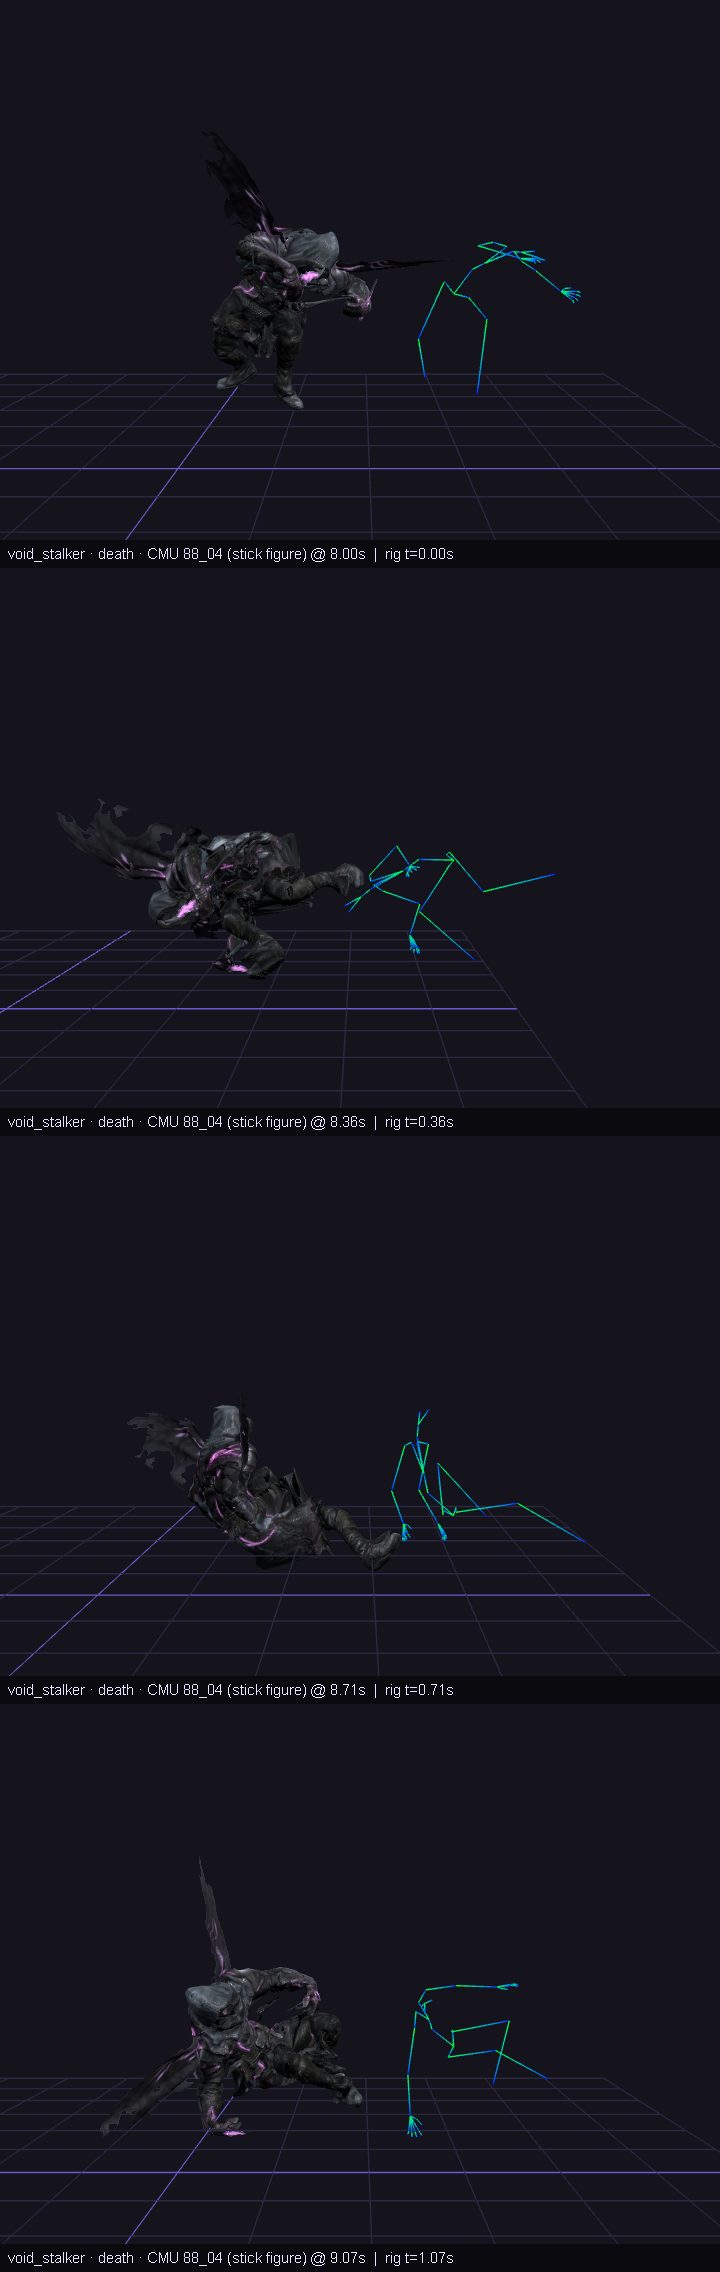 void_stalker · death · CMU 88_04 (stick figure) @ 8.00s | rig t=0.00s
void_stalker · death · CMU 88_04 (stick figure) @ 8.36s | rig t=0.36s
void_stalker · death · CMU 88_04 (stick figure) @ 8.71s | rig t=0.71s
void_stalker · death · CMU 88_04 (stick figure) @ 9.07s | rig t=1.07s